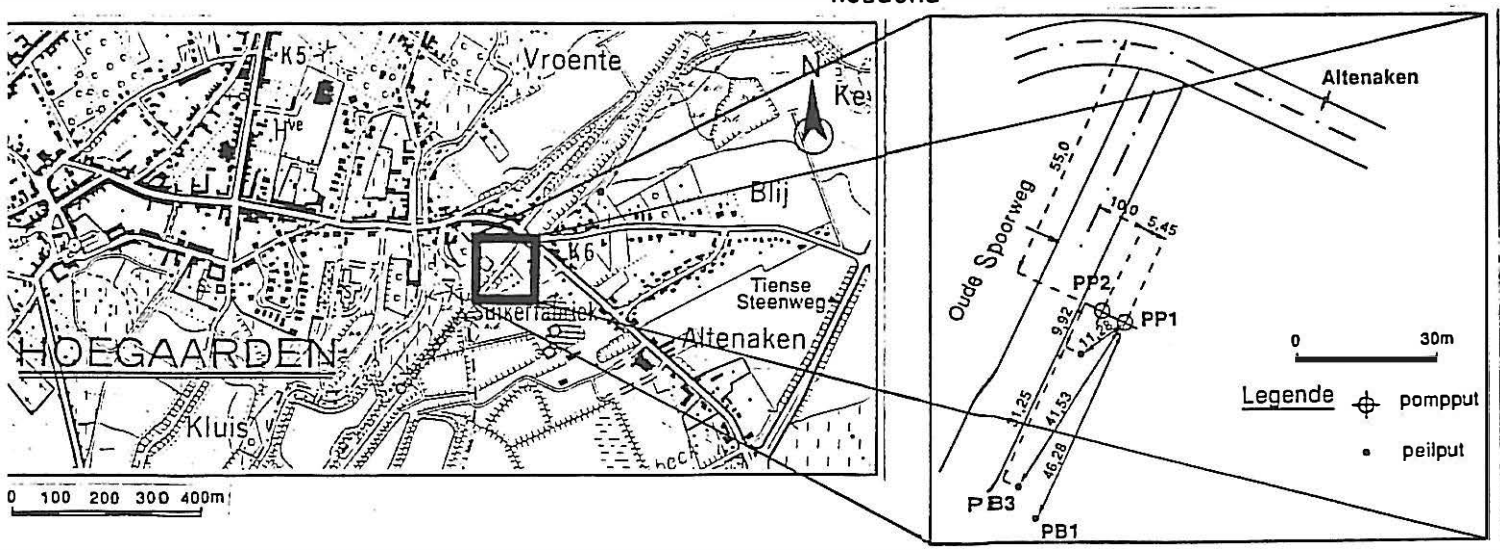 K5
Vroente
N
Ke
Hve
Blij
K6
Tiense
Steenweg
Suikerfabriek
Altenaken
HOEGAARDEN
Kluis
0 100 200 300 400m
Altenaken
55,0
Oude Spoorweg
10,0
5,45
PP2
PP1
9,92
11,28
0 30m
Legende
pompput
31,25
41,53
46,28
peilput
PB3
PB1